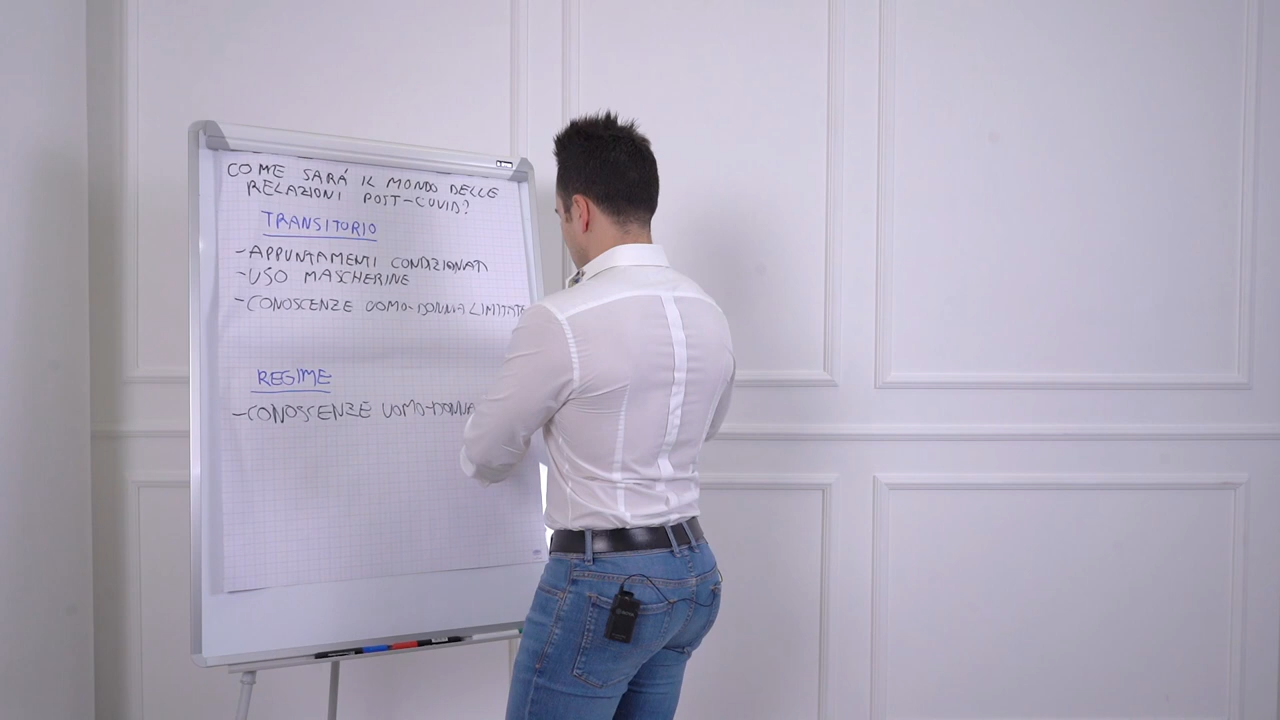 COME SARÁ IL MONDO DELLE
RELAZIONI POST-COVID?
TRANSITORIO
-APPUNTAMENTI CONDIZIONATI
-USO MASCHERINE
-CONOSCENZE UOMO-DONNA LIMITATE
REGIME
-CONOSCENZE UOMO-DONNA